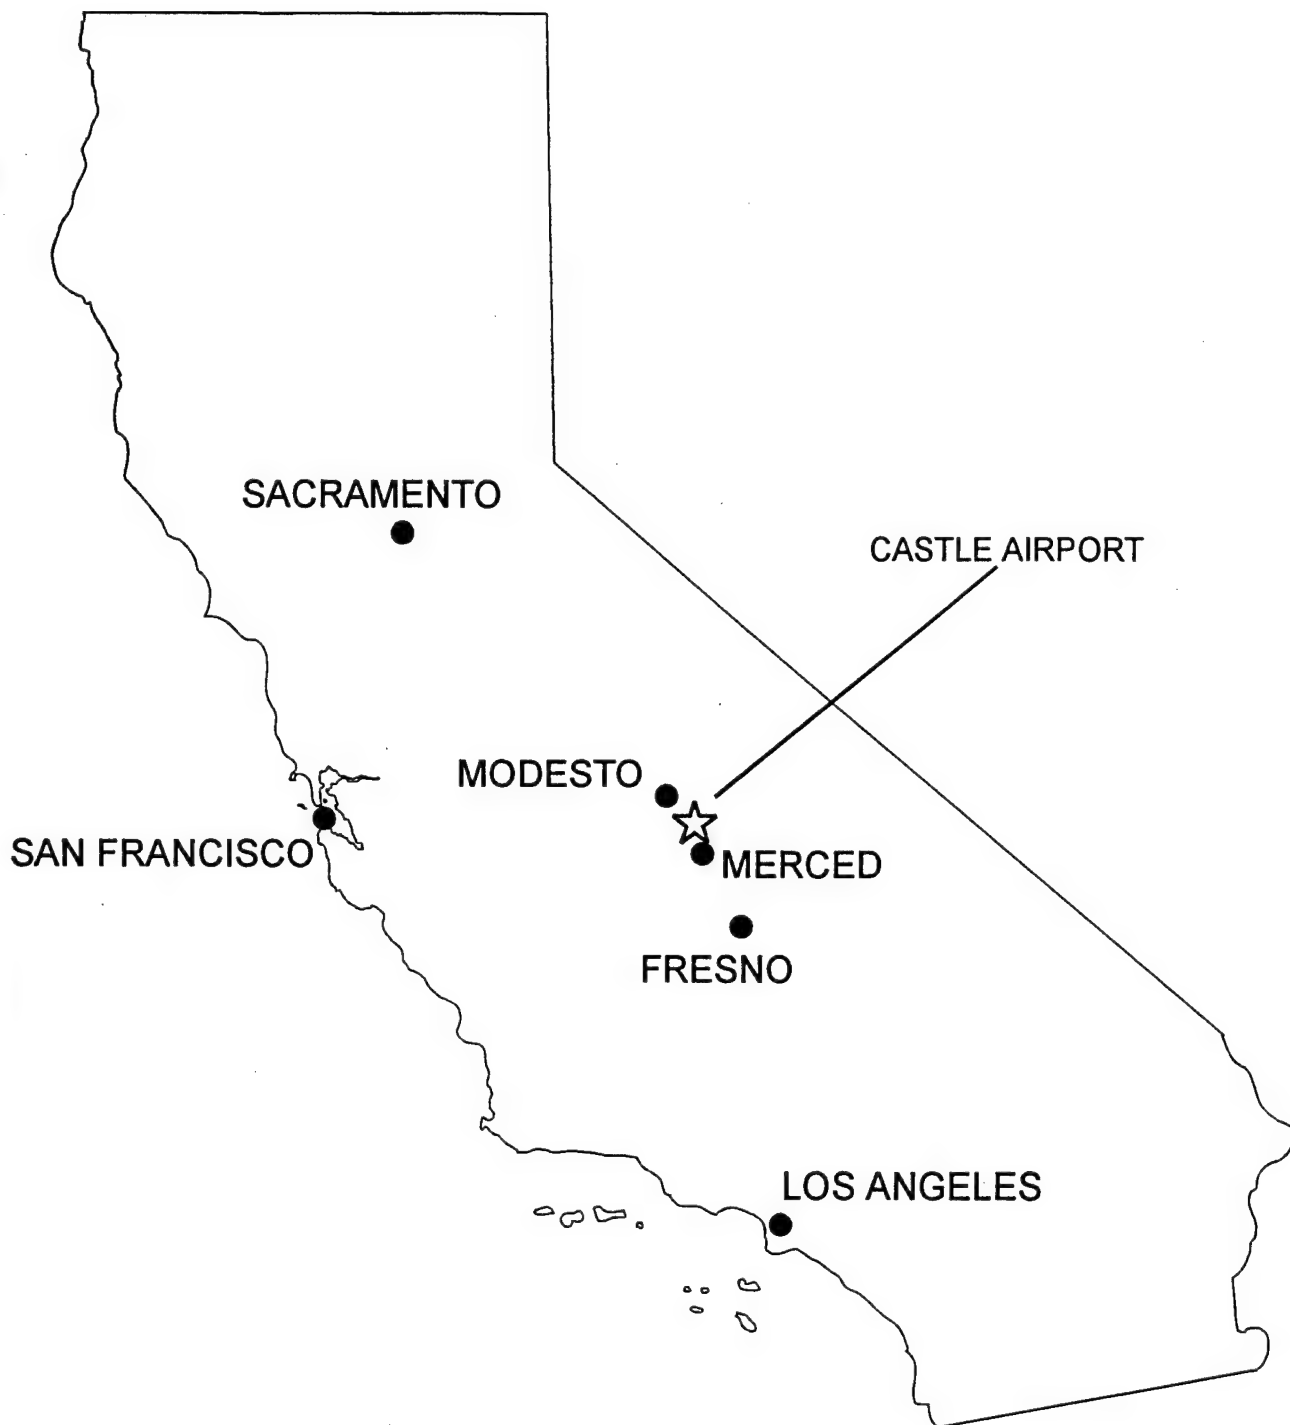 SACRAMENTO
CASTLE AIRPORT
MODESTO
SAN FRANCISCO
MERCED
FRESNO
LOS ANGELES